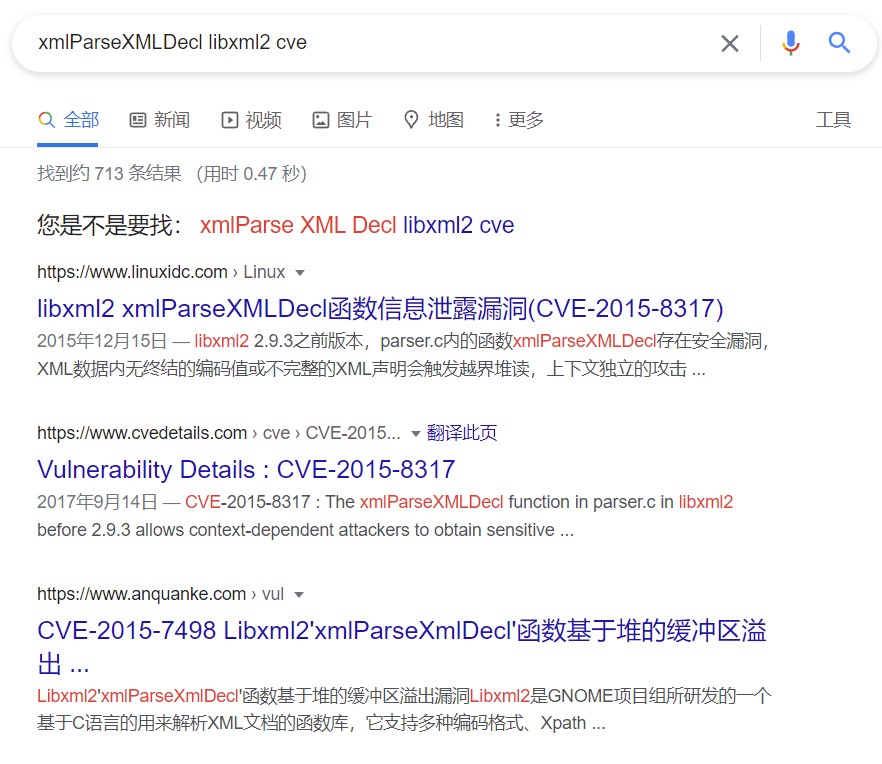 xmlParseXMLDecl libxml2 cve
全部 新闻 视频 图片 地图 更多 工具
找到约 713 条结果 （用时 0.47 秒）
您是不是要找： xmlParse XML Decl libxml2 cve
https://www.linuxidc.com › Linux
libxml2 xmlParseXMLDecl函数信息泄露漏洞(CVE-2015-8317)
2015年12月15日 — libxml2 2.9.3之前版本，parser.c内的函数xmlParseXMLDecl存在安全漏洞，
XML数据内无终结的编码值或不完整的XML声明会触发越界堆读，上下文独立的攻击 ...
https://www.cvedetails.com › cve › CVE-2015... 翻译此页
Vulnerability Details : CVE-2015-8317
2017年9月14日 — CVE-2015-8317 : The xmlParseXMLDecl function in parser.c in libxml2
before 2.9.3 allows context-dependent attackers to obtain sensitive ...
https://www.anquanke.com › vul
CVE-2015-7498 Libxml2'xmlParseXmlDecl'函数基于堆的缓冲区溢
出 ...
Libxml2'xmlParseXmlDecl'函数基于堆的缓冲区溢出漏洞Libxml2是GNOME项目组所研发的一个
基于C语言的用来解析XML文档的函数库，它支持多种编码格式、Xpath ...